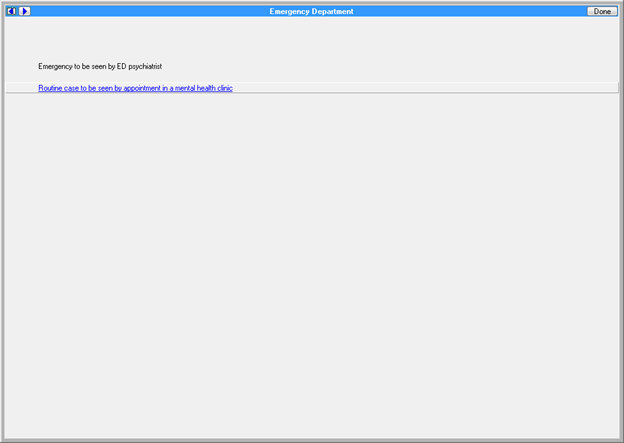 Emergency Department
Done
Emergency to be seen by ED psychiatrist
Routine case to be seen by appointment in a mental health clinic